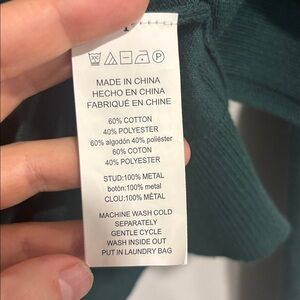 MADE IN CHINA
HECHO EN CHINA
FABRIQUÉ EN CHINE
60% COTTON
40% POLYESTER
60% algodón 40% poliéster
60% COTON
40% POLYESTER
STUD:100% METAL
botón:100% metal
CLOU:100% MÉTAL
MACHINE WASH COLD
SEPARATELY
GENTLE CYCLE
WASH INSIDE OUT
PUT IN LAUNDRY BAG